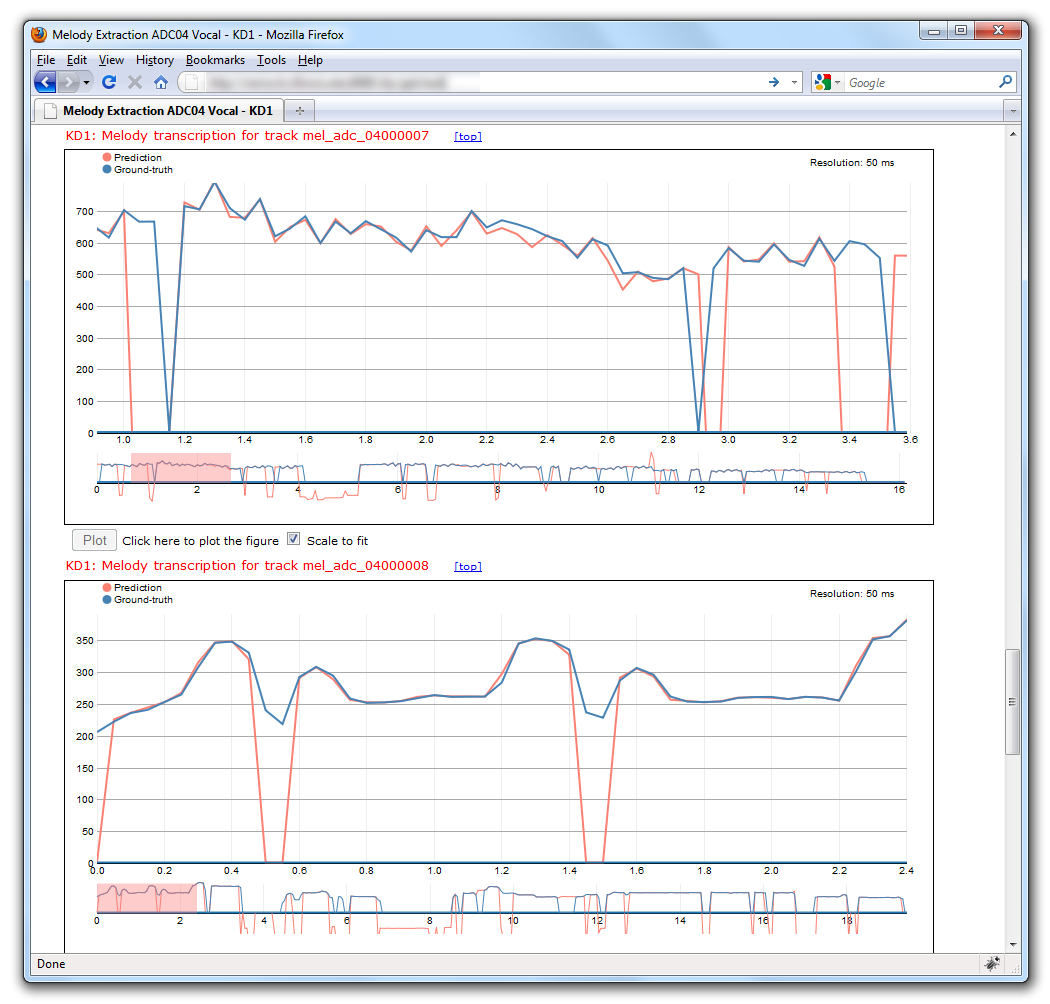 Melody Extraction ADC04 Vocal - KD1 - Mozilla Firefox
File Edit View History Bookmarks Tools Help
Google
Melody Extraction ADC04 Vocal - KD1
KD1: Melody transcription for track mel_adc_04000007 [top]
Prediction
Ground-truth
Resolution: 50 ms
700
600
500
400
300
200
100
0
1.0 1.2 1.4 1.6 1.8 2.0 2.2 2.4 2.6 2.8 3.0 3.2 3.4 3.6
0 2 4 6 8 10 12 14 16
Plot Click here to plot the figure Scale to fit
KD1: Melody transcription for track mel_adc_04000008 [top]
Prediction
Ground-truth
Resolution: 50 ms
350
300
250
200
150
100
50
0
0.0 0.2 0.4 0.6 0.8 1.0 1.2 1.4 1.6 1.8 2.0 2.2 2.4
0 2 4 6 8 10 12 14 16 18
Done